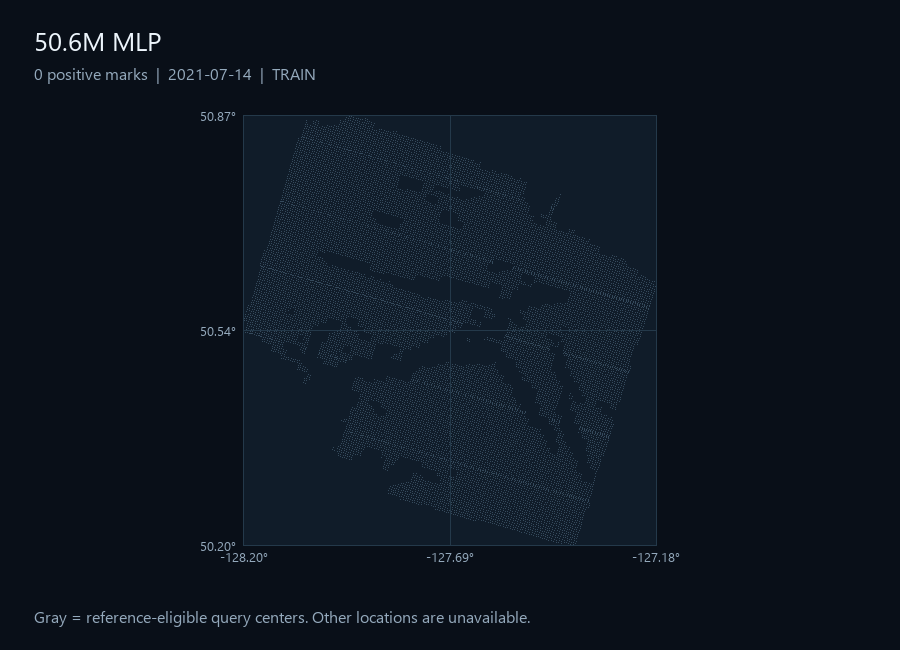 50.6M MLP
0 positive marks | 2021-07-14 | TRAIN
50.87°
50.54°
50.20°
-128.20° -127.69° -127.18°
Gray = reference-eligible query centers. Other locations are unavailable.